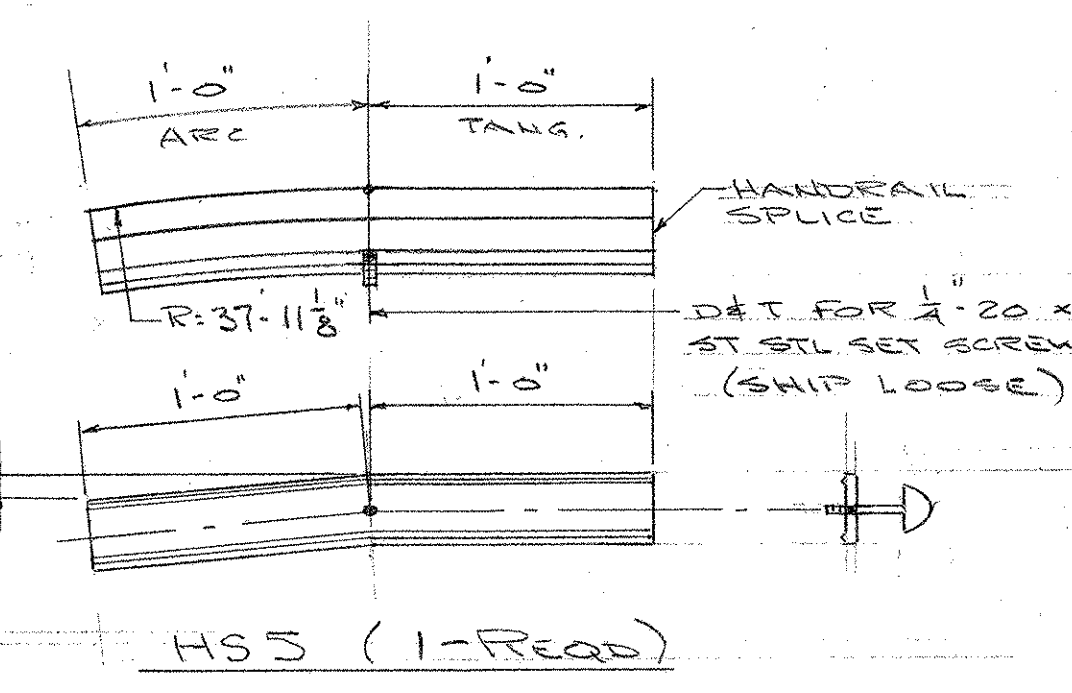 1'-0"
1'-0"
ARC
TANG.
HANDRAIL
SPLICE
R=37'-11 1/8"
D&T FOR 1/4"-20 x
ST STL SET SCREW
(SHIP LOOSE)
1'-0"
1'-0"
HS5 (1-REQD)